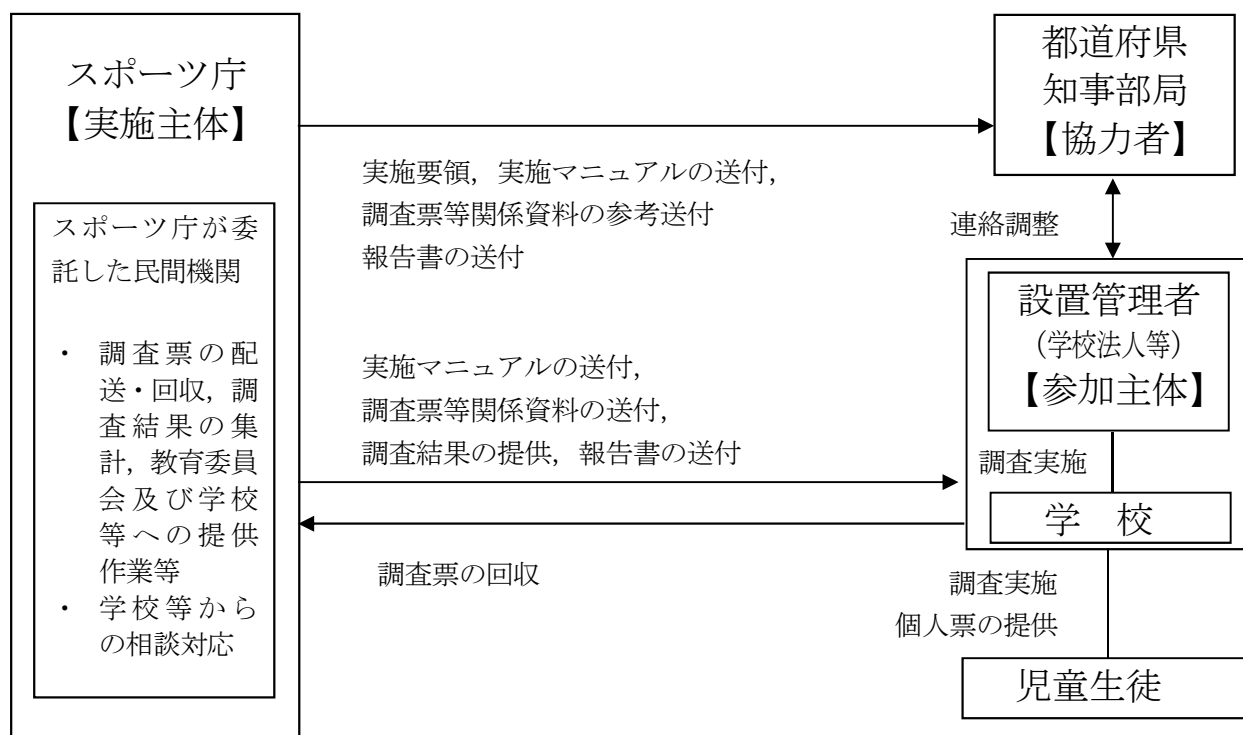 スポーツ庁
【実施主体】
スポーツ庁が委
託した民間機関
・ 調査票の配
送・回収，調
査結果の集
計，教育委員
会及び学校
等への提供
作業等
・ 学校等から
の相談対応
実施要領，実施マニュアルの送付，
調査票等関係資料の参考送付
報告書の送付
実施マニュアルの送付，
調査票等関係資料の送付，
調査結果の提供，報告書の送付
調査票の回収
都道府県
知事部局
【協力者】
連絡調整
設置管理者
（学校法人等）
【参加主体】
調査実施
学 校
調査実施
個人票の提供
児童生徒